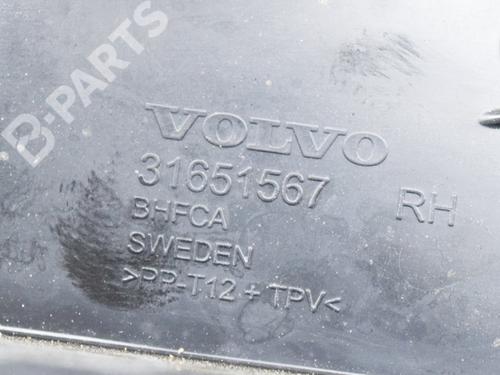 B-PARTS
VOLVO
31651567
RH
BHFCA
SWEDEN
>PP-T12 + TPV<